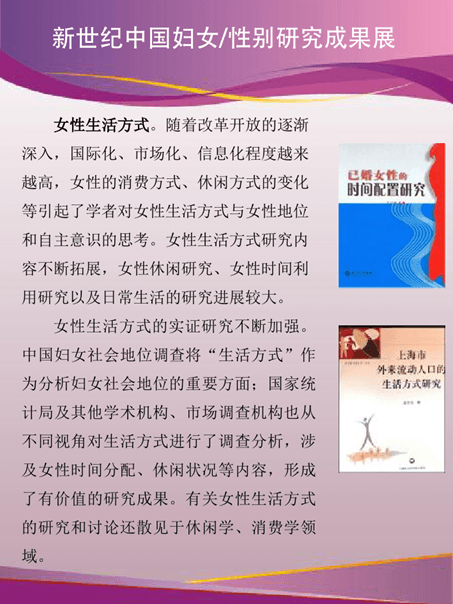 新世纪中国妇女/性别研究成果展
女性生活方式。随着改革开放的逐渐
深入，国际化、市场化、信息化程度越来
越高，女性的消费方式、休闲方式的变化
等引起了学者对女性生活方式与女性地位
和自主意识的思考。女性生活方式研究内
容不断拓展，女性休闲研究、女性时间利
用研究以及日常生活的研究进展较大。
女性生活方式的实证研究不断加强。
中国妇女社会地位调查将“生活方式”作
为分析妇女社会地位的重要方面；国家统
计局及其他学术机构、市场调查机构也从
不同视角对生活方式进行了调查分析，涉
及女性时间分配、休闲状况等内容，形成
了有价值的研究成果。有关女性生活方式
的研究和讨论还散见于休闲学、消费学领
域。
已婚女性的
时间配置研究
上海市
外来流动人口的
生活方式研究